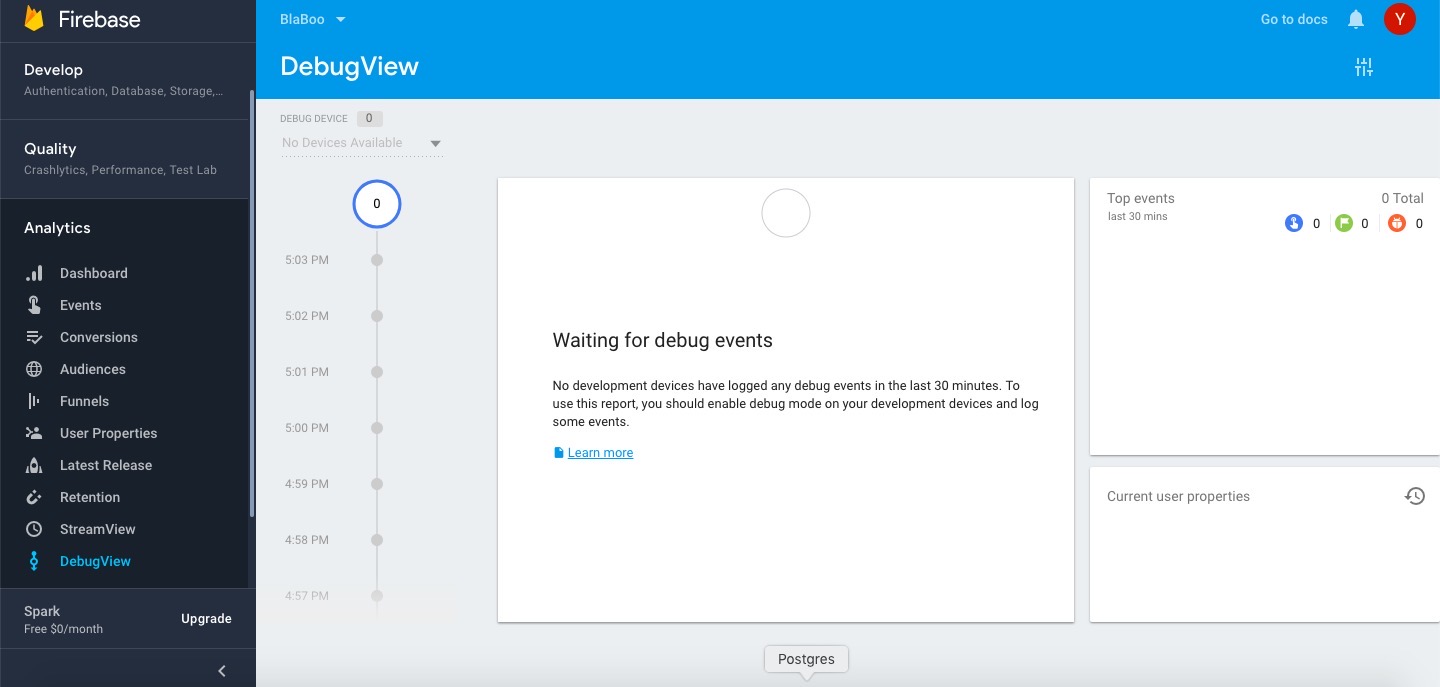 Firebase
BlaBoo
Go to docs
Y
DebugView
Develop
Authentication, Database, Storage,...
Quality
Crashlytics, Performance, Test Lab
Analytics
Dashboard
Events
Conversions
Audiences
Funnels
User Properties
Latest Release
Retention
StreamView
DebugView
Spark
Free $0/month
Upgrade
DEBUG DEVICE 0
No Devices Available
0
5:03 PM
5:02 PM
5:01 PM
5:00 PM
4:59 PM
4:58 PM
4:57 PM
Waiting for debug events
No development devices have logged any debug events in the last 30 minutes. To
use this report, you should enable debug mode on your development devices and log
some events.
Learn more
Top events
0 Total
last 30 mins
0 0 0
Current user properties
Postgres